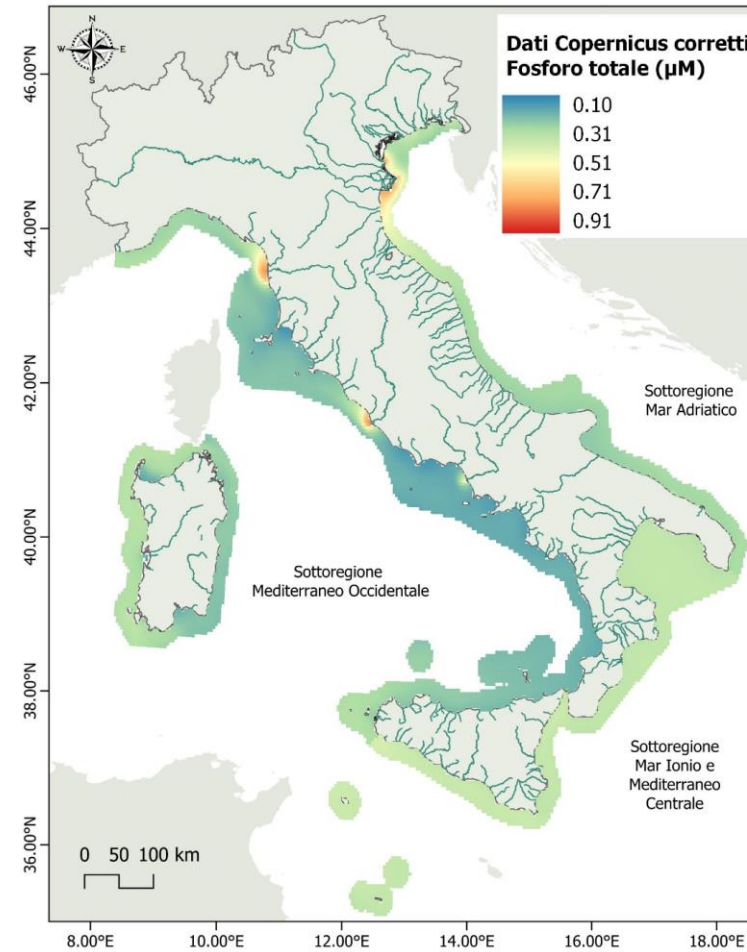 N
W E
S
Dati Copernicus corretti
Fosforo totale (µM)
0.10
0.31
0.51
0.71
0.91
46.00°N
44.00°N
42.00°N
40.00°N
38.00°N
36.00°N
Sottoregione
Mar Adriatico
Sottoregione
Mediterraneo Occidentale
Sottoregione
Mar Ionio e
Mediterraneo
Centrale
0 50 100 km
8.00°E 10.00°E 12.00°E 14.00°E 16.00°E 18.00°E